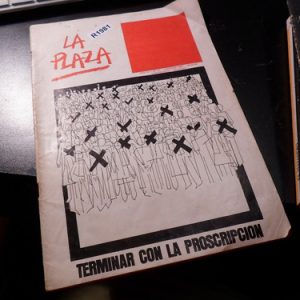 LA
PLAZA
R1981
TERMINAR CON LA PROSCRIPCION